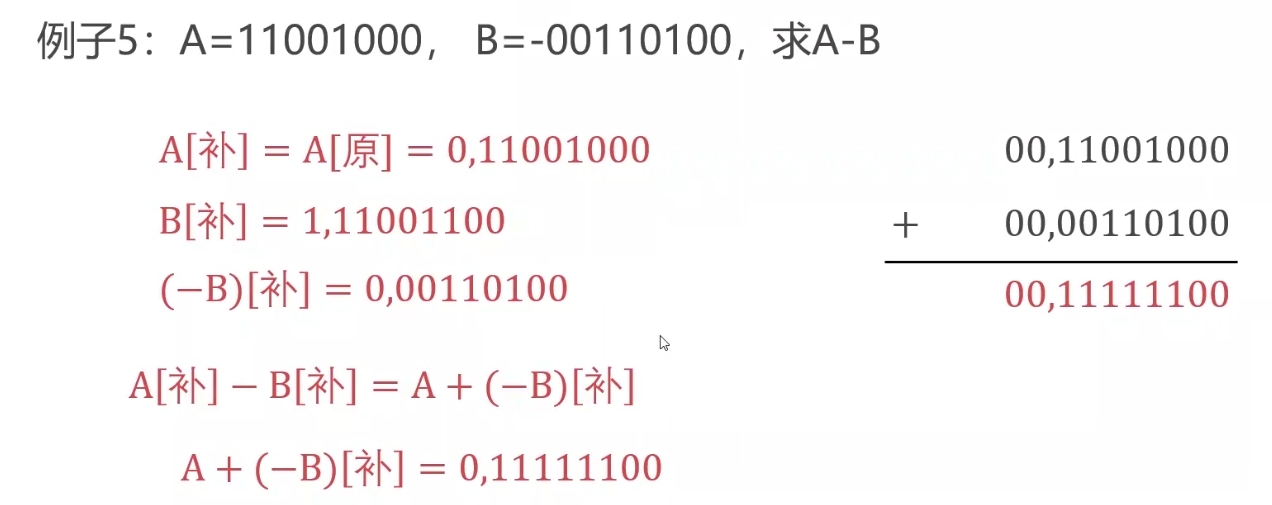 例子5：A=11001000， B=-00110100，求A-B
A[补] = A[原] = 0,11001000
B[补] = 1,11001100
(−B)[补] = 0,00110100
A[补] − B[补] = A + (−B)[补]
A + (−B)[补] = 0,11111100
00,11001000
+ 00,00110100
00,11111100